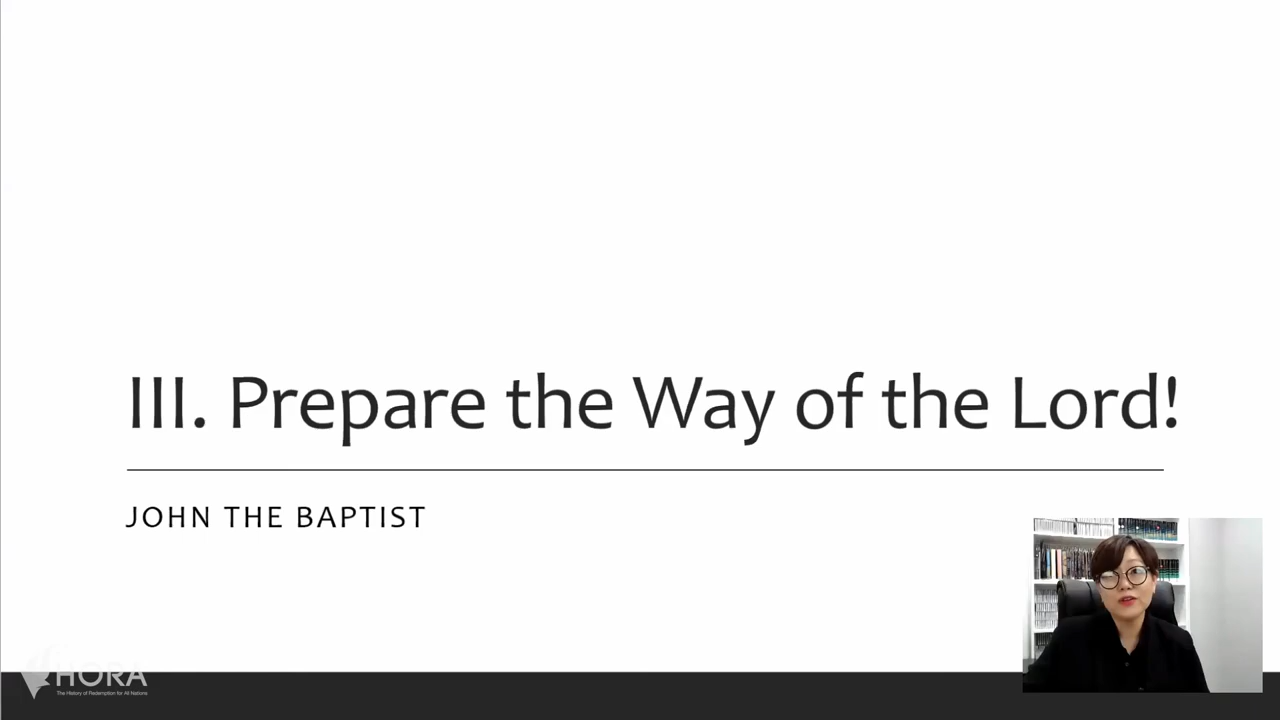 III. Prepare the Way of the Lord!
JOHN THE BAPTIST
HORA
The History of Redemption for All Nations